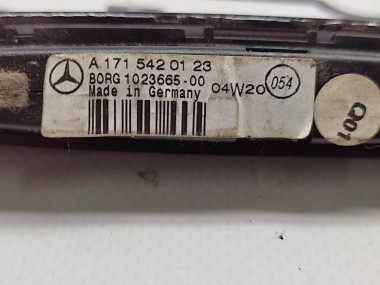 A 171 542 01 23
BORG 1023665-00
Made in Germany 04W20 054
Q01